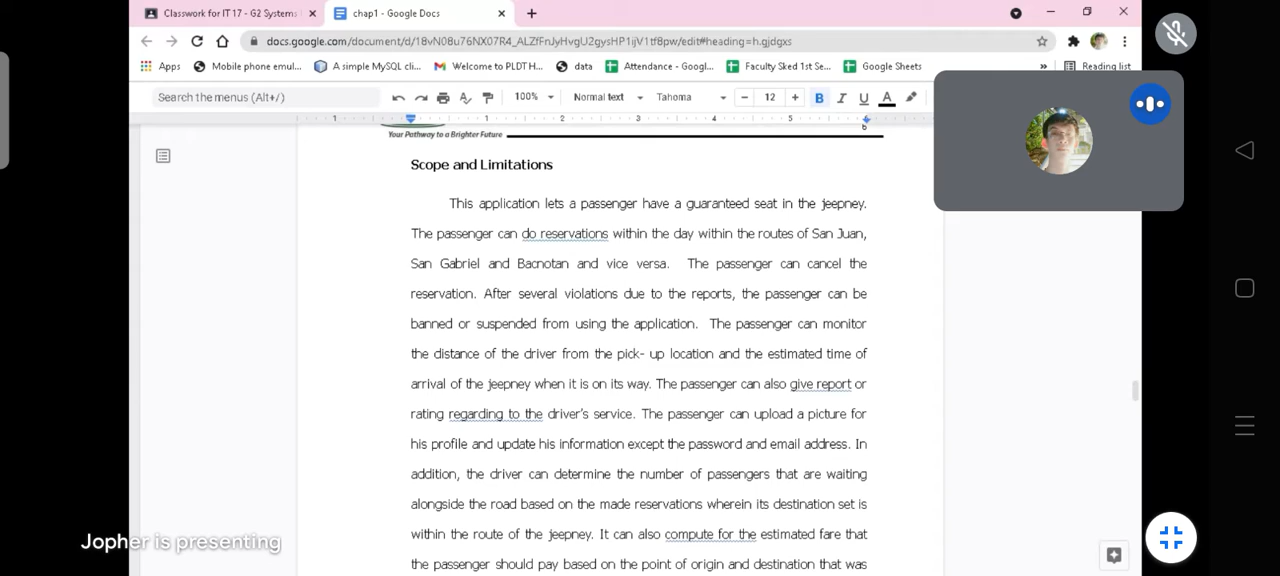 Classwork for IT 17 - G2 Systems
chap1 - Google Docs
docs.google.com/document/d/18vN08u76NX07R4_ALZfFnJyHvgU2gysHP1ijV1tf8pw/edit#heading=h.gjdgxs
Apps
Mobile phone emul...
A simple MySQL cli...
Welcome to PLDT H...
data
Attendance - Googl...
Faculty Sked 1st Se...
Google Sheets
»
Reading list
Search the menus (Alt+/)
100%
Normal text
Tahoma
12
B I U A
1 1 2 3 4 5 6
Your Pathway to a Brighter Future
Scope and Limitations
This application lets a passenger have a guaranteed seat in the jeepney.
The passenger can do reservations within the day within the routes of San Juan,
San Gabriel and Bacnotan and vice versa. The passenger can cancel the
reservation. After several violations due to the reports, the passenger can be
banned or suspended from using the application. The passenger can monitor
the distance of the driver from the pick- up location and the estimated time of
arrival of the jeepney when it is on its way. The passenger can also give report or
rating regarding to the driver's service. The passenger can upload a picture for
his profile and update his information except the password and email address. In
addition, the driver can determine the number of passengers that are waiting
alongside the road based on the made reservations wherein its destination set is
within the route of the jeepney. It can also compute for the estimated fare that
the passenger should pay based on the point of origin and destination that was
Jopher is presenting